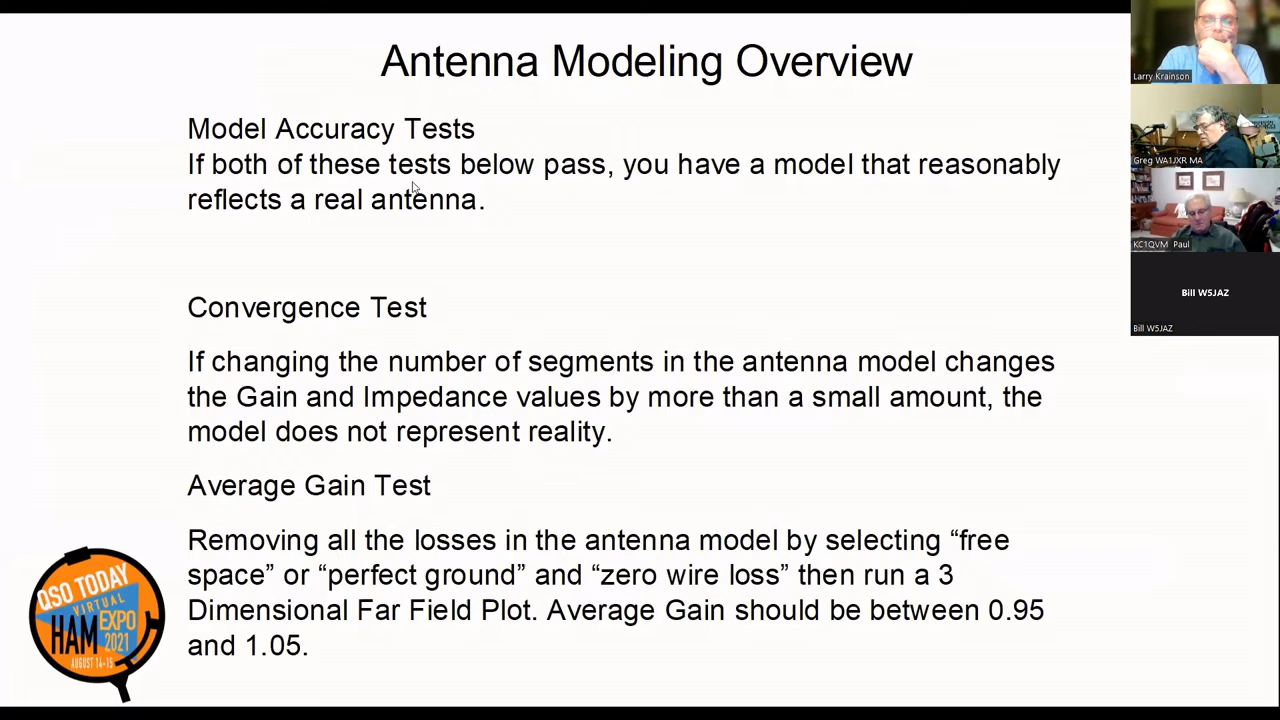 Antenna Modeling Overview
Model Accuracy Tests
If both of these tests below pass, you have a model that reasonably
reflects a real antenna.
Convergence Test
If changing the number of segments in the antenna model changes
the Gain and Impedance values by more than a small amount, the
model does not represent reality.
Average Gain Test
Removing all the losses in the antenna model by selecting “free
space” or “perfect ground” and “zero wire loss” then run a 3
Dimensional Far Field Plot. Average Gain should be between 0.95
and 1.05.
QSO TODAY
VIRTUAL
HAM EXPO
2021
AUGUST 14-15
Larry Krainson
Greg WA1JXR MA
KC1QVM Paul
Bill W5JAZ
Bill W5JAZ